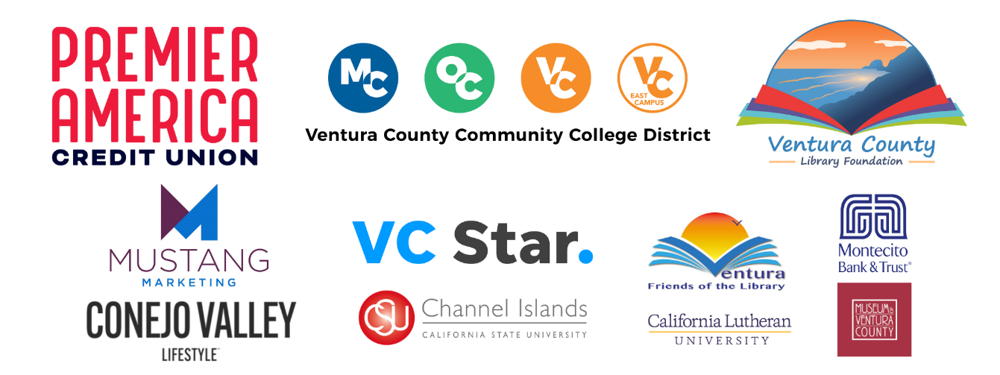 PREMIER
AMERICA
CREDIT UNION
MC
OC
VC
VC
EAST
CAMPUS
Ventura County Community College District
Ventura County
Library Foundation
MUSTANG
MARKETING
CONEJO VALLEY
LIFESTYLE™
VC Star.
CSU
Channel Islands
CALIFORNIA STATE UNIVERSITY
Ventura
Friends of the Library
California Lutheran
UNIVERSITY
Montecito
Bank & Trust®
MUSEUM OF
VENTURA
COUNTY